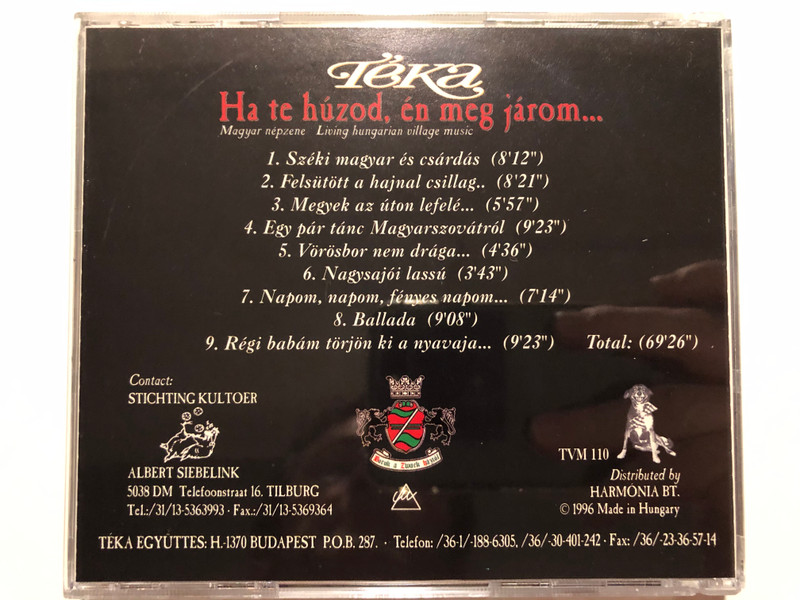 Téka
Ha te húzod, én meg járom...
Magyar népzene Living hungarian village music
1. Széki magyar és csárdás (8'12")
2. Felsütött a hajnal csillag.. (8'21")
3. Megyek az úton lefelé... (5'57")
4. Egy pár tánc Magyarszovátról (9'23")
5. Vörösbor nem drága... (4'36")
6. Nagysajói lassú (3'43")
7. Napom, napom, fényes napom... (7'14")
8. Ballada (9'08")
9. Régi babám törjön ki a nyavaja... (9'23") Total: (69'26")
Contact:
STICHTING KULTOER
ALBERT SIEBELINK
5038 DM Telefoonstraat 16. TILBURG
Tel.:/31/13-5363993 · Fax.:/31/13-5369364
TVM 110
Distributed by
HARMÓNIA BT.
© 1996 Made in Hungary
TÉKA EGYÜTTES: H.-1370 BUDAPEST P.O.B. 287. · Telefon: /36-1/-188-6305, /36/-30-401-242 · Fax: /36/-23-36-57-14